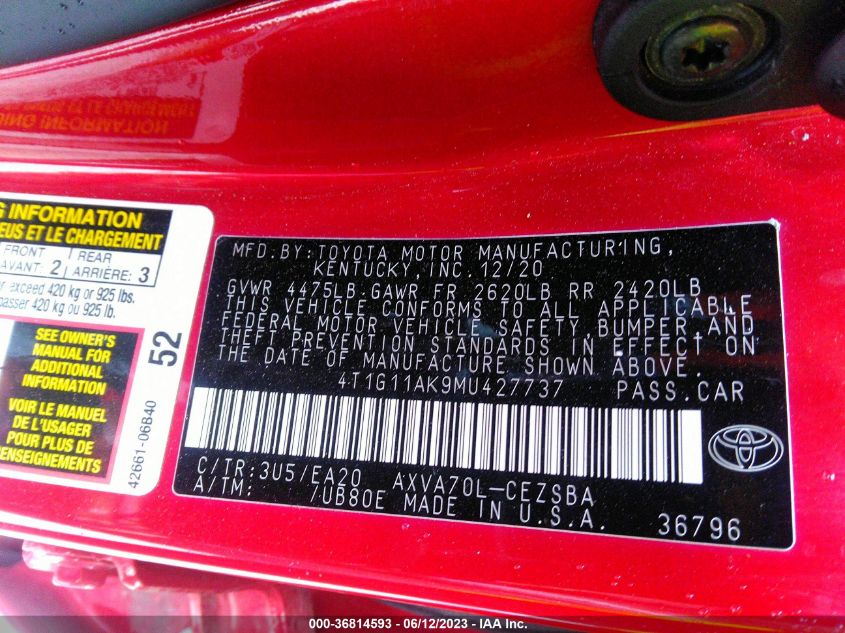 G INFORMATION
EUS ET LE CHARGEMENT
FRONT
AVANT: 2
REAR
ARRIÈRE: 3
exceed 420 kg or 925 lbs.
passer 420 kg ou 925 lb.
SEE OWNER'S
MANUAL FOR
ADDITIONAL
INFORMATION
VOIR LE MANUEL
DE L'USAGER
POUR PLUS DE
RENSEIGNEMENTS
52
42661-06B40
MFD.BY:TOYOTA MOTOR MANUFACTURING,
KENTUCKY, INC. 12/20
GVWR 4475LB.GAWR FR 2620LB RR 2420LB
THIS VEHICLE CONFORMS TO ALL APPLICABLE
FEDERAL MOTOR VEHICLE SAFETY, BUMPER, AND
THEFT PREVENTION STANDARDS IN EFFECT ON
THE DATE OF MANUFACTURE SHOWN ABOVE.
4T1G11AK9MU427737 PASS.CAR
C/TR:3U5/EA20 AXVA70L-CEZSBA
A/TM: /UB80E MADE IN U.S.A. 36796
000-36814593 - 06/12/2023 - IAA, Inc.